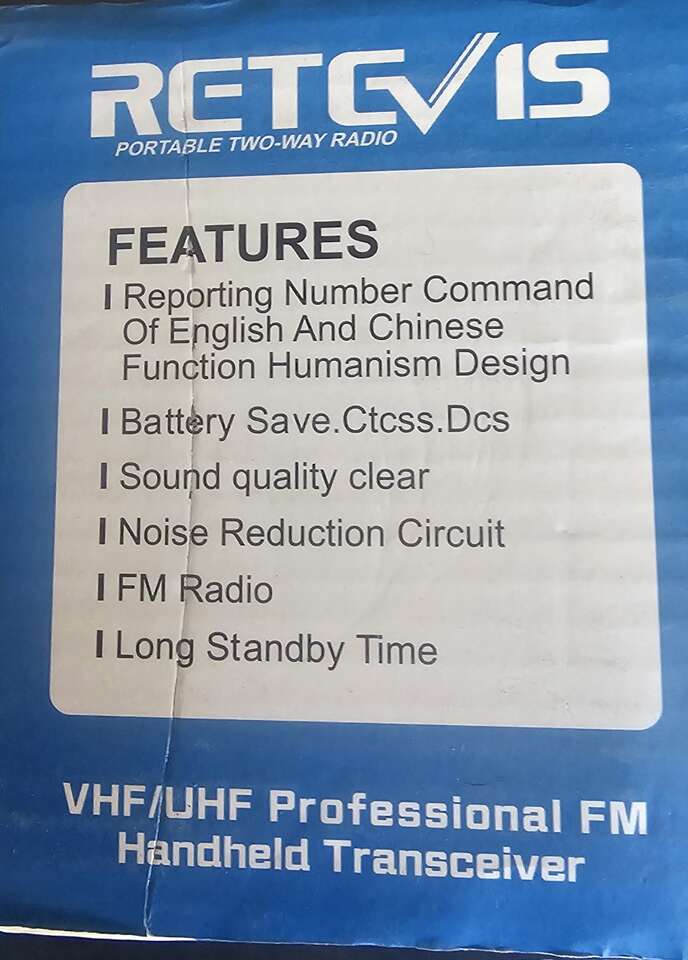 RETEVIS
PORTABLE TWO-WAY RADIO
FEATURES
I Reporting Number Command
Of English And Chinese
Function Humanism Design
I Battery Save.Ctcss.Dcs
I Sound quality clear
I Noise Reduction Circuit
I FM Radio
I Long Standby Time
VHF/UHF Professional FM
Handheld Transceiver